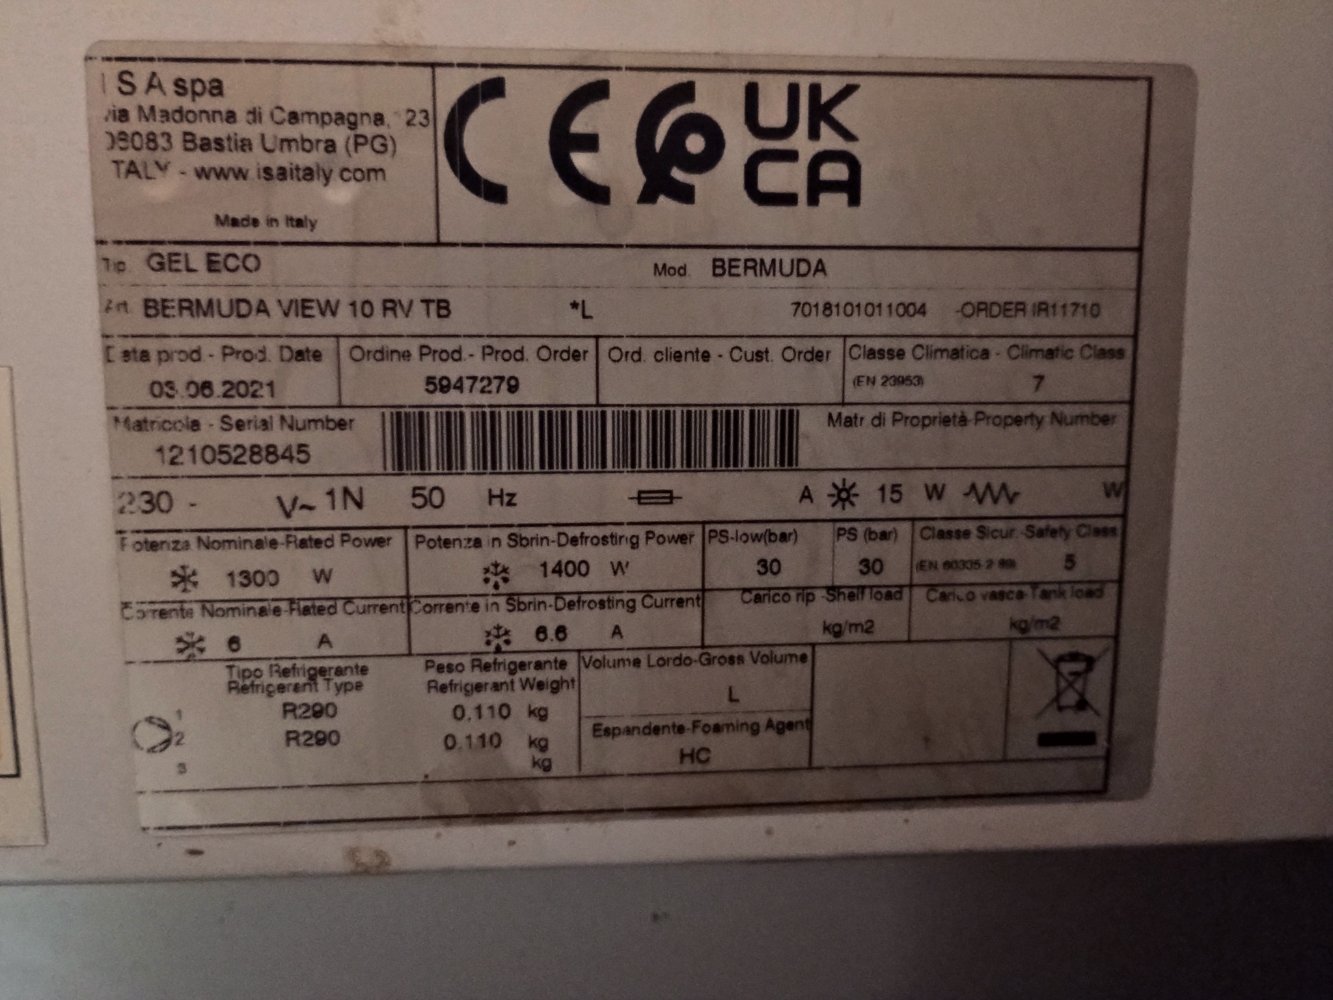 I S A spa
via Madonna di Campagna, 23
06083 Bastia Umbra (PG)
ITALY - www.isaitaly.com
Made in Italy
CE UK CA
Tip. GEL ECO Mod. BERMUDA
Art. BERMUDA VIEW 10 RV TB *L 7018101011004 -ORDER IR11710
Data prod - Prod. Date Ordine Prod.- Prod. Order Ord. cliente - Cust. Order Classe Climatica - Climatic Class
03.06.2021 5947279 (EN 23953) 7
Matricola - Serial Number Matr di Proprietà-Property Number
1210528845
230 - V~ 1N 50 Hz A 15 W W
Potenza Nominale-Rated Power Potenza in Sbrin-Defrosting Power PS-low(bar) PS (bar) Classe Sicur.-Safety Class
1300 W 1400 W 30 30 (EN 60335-2-89) 5
Corrente Nominale-Rated Current Corrente in Sbrin-Defrosting Current Carico rip -Shelf load Carico vasca-Tank load
6 A 6.6 A kg/m2 kg/m2
Tipo Refrigerante Peso Refrigerante Volume Lordo-Gross Volume
Refrigerant Type Refrigerant Weight L
1 R290 0.110 kg Espandente-Foaming Agent
2 R290 0.110 kg HC
3 kg